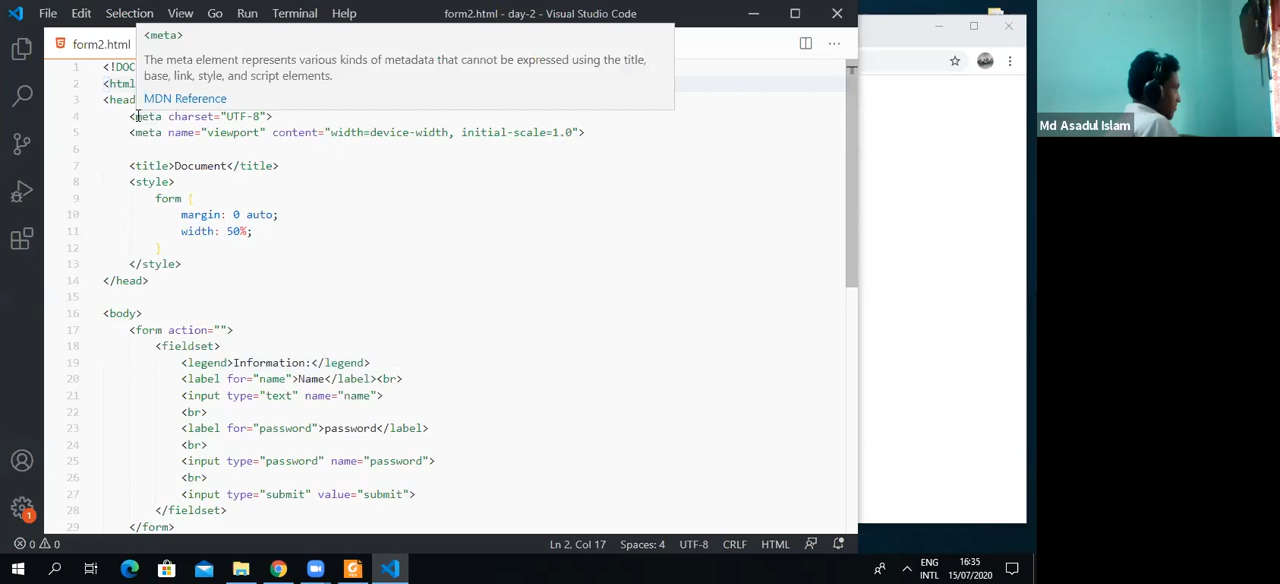 File Edit Selection View Go Run Terminal Help
form2.html - day-2 - Visual Studio Code
form2.html
<meta>
The meta element represents various kinds of metadata that cannot be expressed using the title,
base, link, style, and script elements.
MDN Reference
1 <!DOC
2 <html
3 <head
4 <meta charset="UTF-8">
5 <meta name="viewport" content="width=device-width, initial-scale=1.0">
6
7 <title>Document</title>
8 <style>
9 form {
10 margin: 0 auto;
11 width: 50%;
12 }
13 </style>
14 </head>
15
16 <body>
17 <form action="">
18 <fieldset>
19 <legend>Information:</legend>
20 <label for="name">Name</label><br>
21 <input type="text" name="name">
22 <br>
23 <label for="password">password</label>
24 <br>
25 <input type="password" name="password">
26 <br>
27 <input type="submit" value="submit">
28 </fieldset>
29 </form>
1
0 0
Ln 2, Col 17 Spaces: 4 UTF-8 CRLF HTML
Md Asadul Islam
ENG
INTL
16:35
15/07/2020